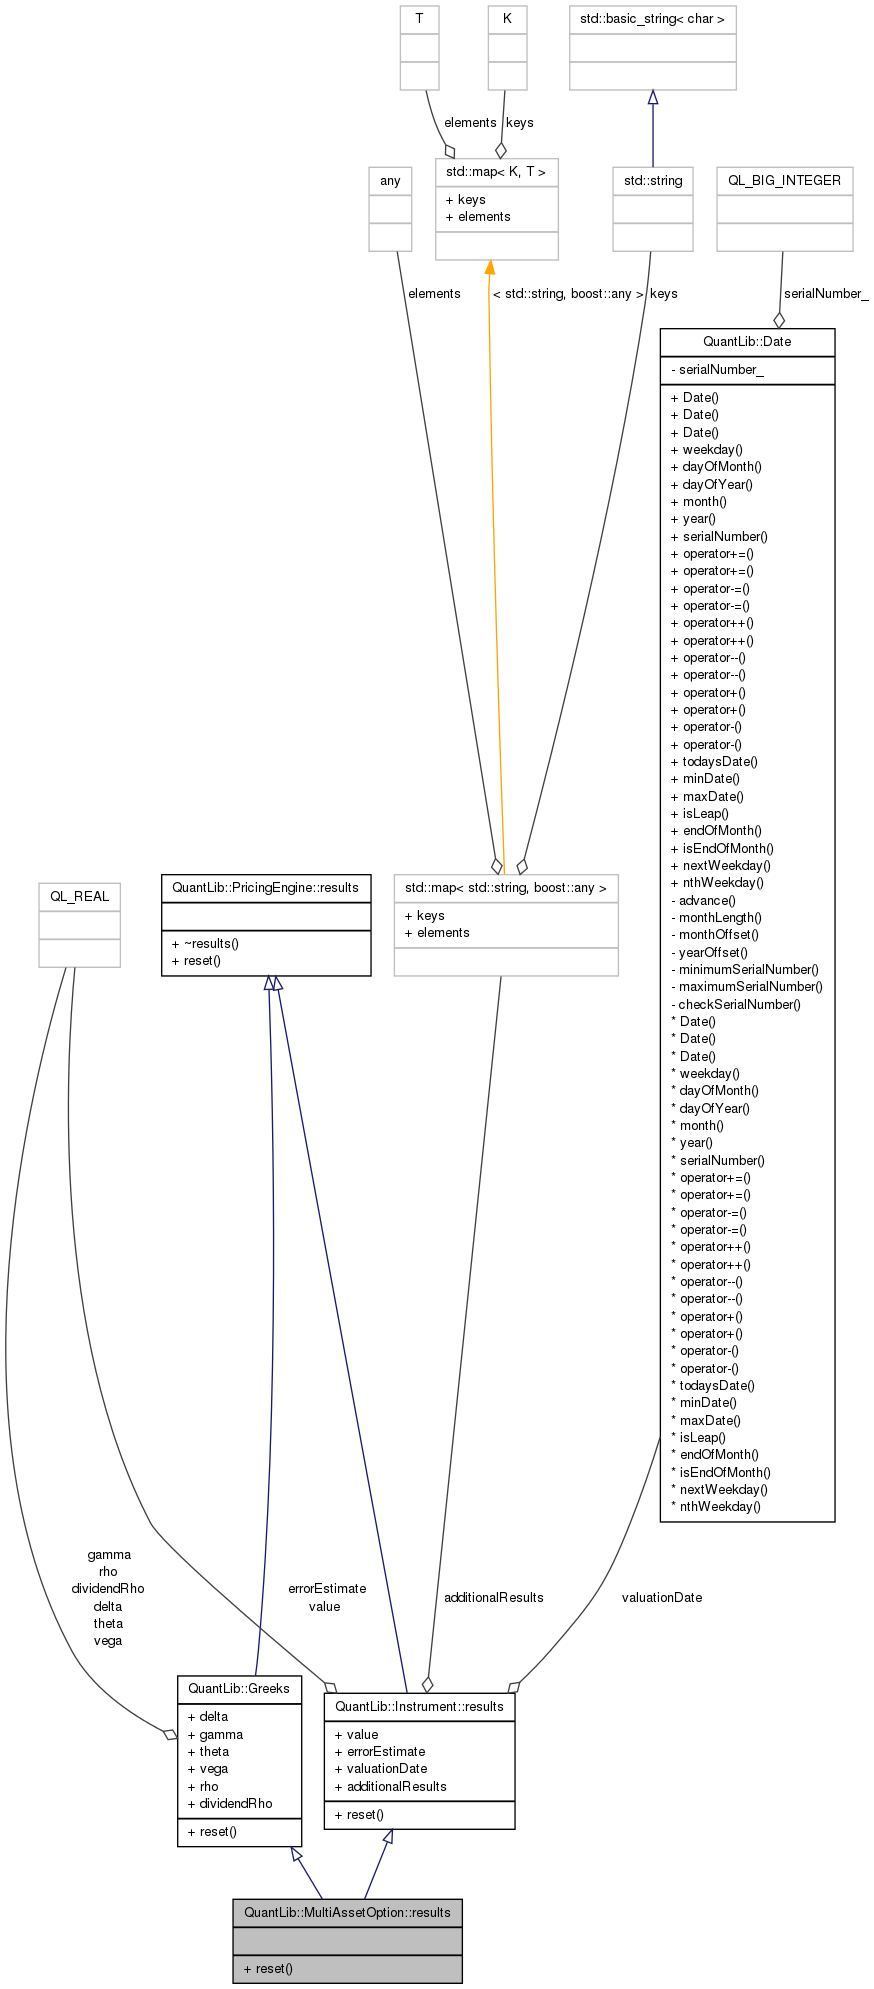 T
K
std::basic_string< char >
elements
keys
any
std::map< K, T >
+ keys
+ elements
std::string
QL_BIG_INTEGER
elements
< std::string, boost::any >
keys
serialNumber_
QuantLib::Date
- serialNumber_
+ Date()
+ Date()
+ Date()
+ weekday()
+ dayOfMonth()
+ dayOfYear()
+ month()
+ year()
+ serialNumber()
+ operator+=()
+ operator+=()
+ operator-=()
+ operator-=()
+ operator++()
+ operator++()
+ operator--()
+ operator--()
+ operator+()
+ operator+()
+ operator-()
+ operator-()
+ todaysDate()
+ minDate()
+ maxDate()
+ isLeap()
+ endOfMonth()
+ isEndOfMonth()
+ nextWeekday()
+ nthWeekday()
- advance()
- monthLength()
- monthOffset()
- yearOffset()
- minimumSerialNumber()
- maximumSerialNumber()
- checkSerialNumber()
* Date()
* Date()
* Date()
* weekday()
* dayOfMonth()
* dayOfYear()
* month()
* year()
* serialNumber()
* operator+=()
* operator+=()
* operator-=()
* operator-=()
* operator++()
* operator++()
* operator--()
* operator--()
* operator+()
* operator+()
* operator-()
* operator-()
* todaysDate()
* minDate()
* maxDate()
* isLeap()
* endOfMonth()
* isEndOfMonth()
* nextWeekday()
* nthWeekday()
QL_REAL
QuantLib::PricingEngine::results
+ ~results()
+ reset()
std::map< std::string, boost::any >
+ keys
+ elements
gamma
rho
dividendRho
delta
theta
vega
errorEstimate
value
additionalResults
valuationDate
QuantLib::Greeks
+ delta
+ gamma
+ theta
+ vega
+ rho
+ dividendRho
+ reset()
QuantLib::Instrument::results
+ value
+ errorEstimate
+ valuationDate
+ additionalResults
+ reset()
QuantLib::MultiAssetOption::results
+ reset()